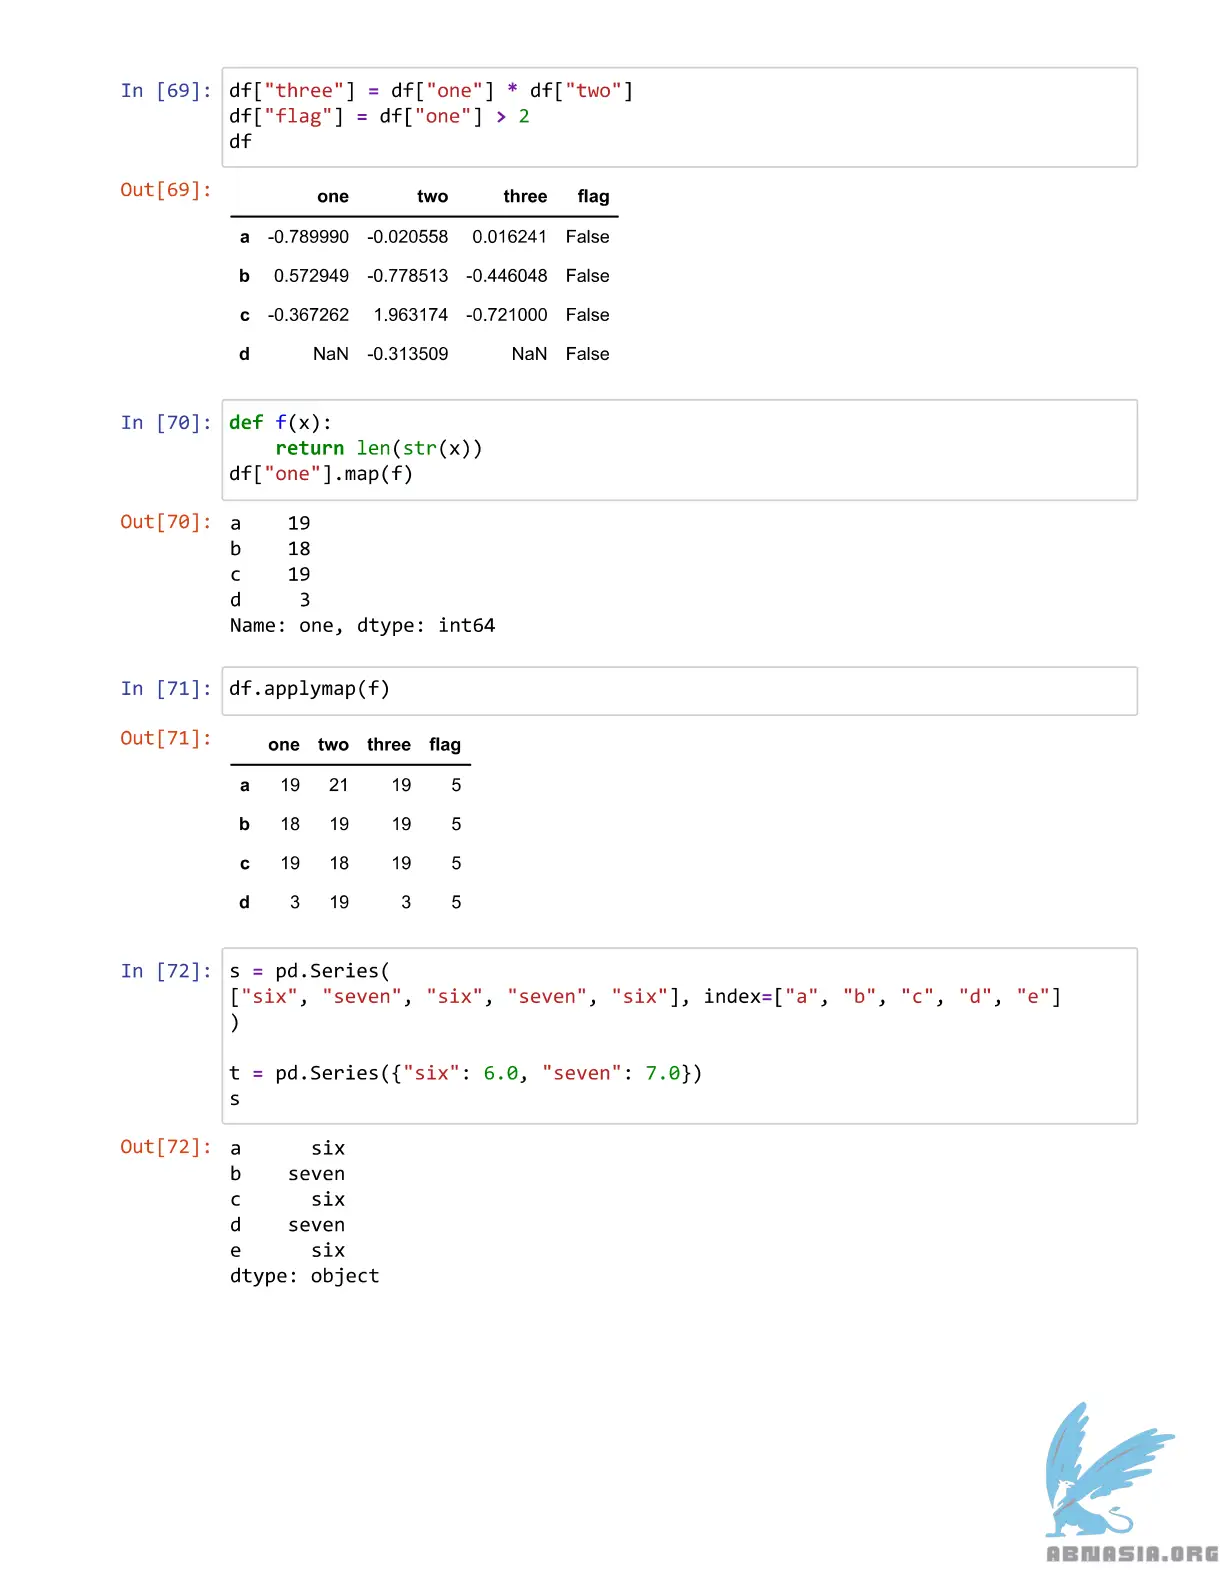 In [69]: df["three"] = df["one"] * df["two"]
df["flag"] = df["one"] > 2
df
Out[69]:
one two three flag
a -0.789990 -0.020558 0.016241 False
b 0.572949 -0.778513 -0.446048 False
c -0.367262 1.963174 -0.721000 False
d NaN -0.313509 NaN False
In [70]: def f(x):
    return len(str(x))
df["one"].map(f)
Out[70]: a    19
b    18
c    19
d     3
Name: one, dtype: int64
In [71]: df.applymap(f)
Out[71]:
one two three flag
a 19 21 19 5
b 18 19 19 5
c 19 18 19 5
d 3 19 3 5
In [72]: s = pd.Series(
["six", "seven", "six", "seven", "six"], index=["a", "b", "c", "d", "e"]
)
t = pd.Series({"six": 6.0, "seven": 7.0})
s
Out[72]: a      six
b    seven
c      six
d    seven
e      six
dtype: object
ABNASIA.ORG